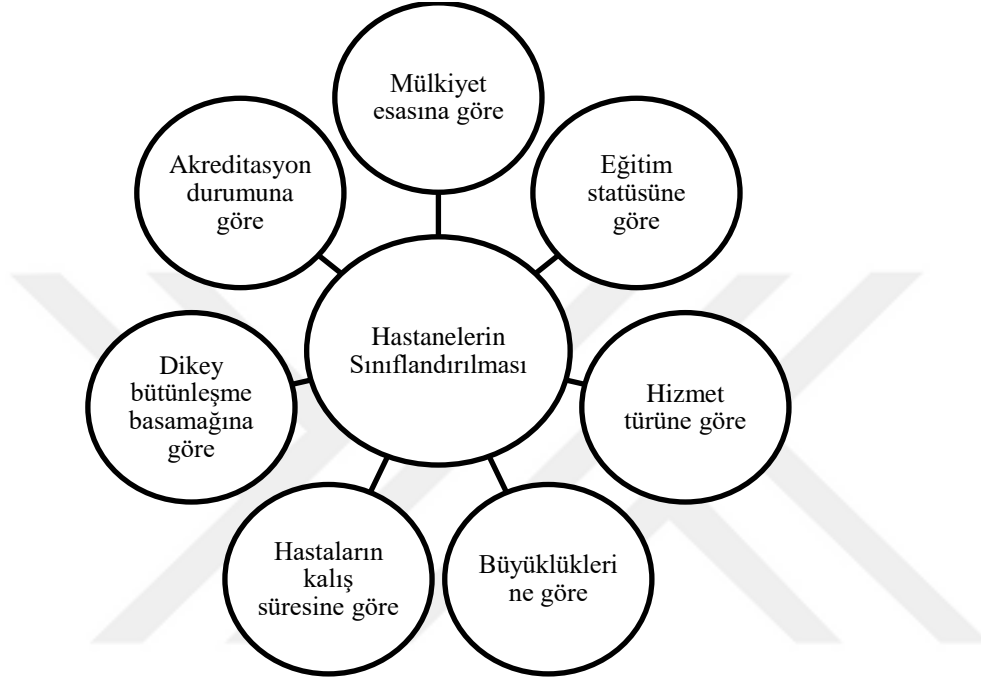 Mülkiyet
esasına göre
Eğitim
statüsüne
göre
Hizmet
türüne göre
Büyüklükleri
ne göre
Hastaların
kalış
süresine göre
Dikey
bütünleşme
basamağına
göre
Akreditasyon
durumuna
göre
Hastanelerin
Sınıflandırılması